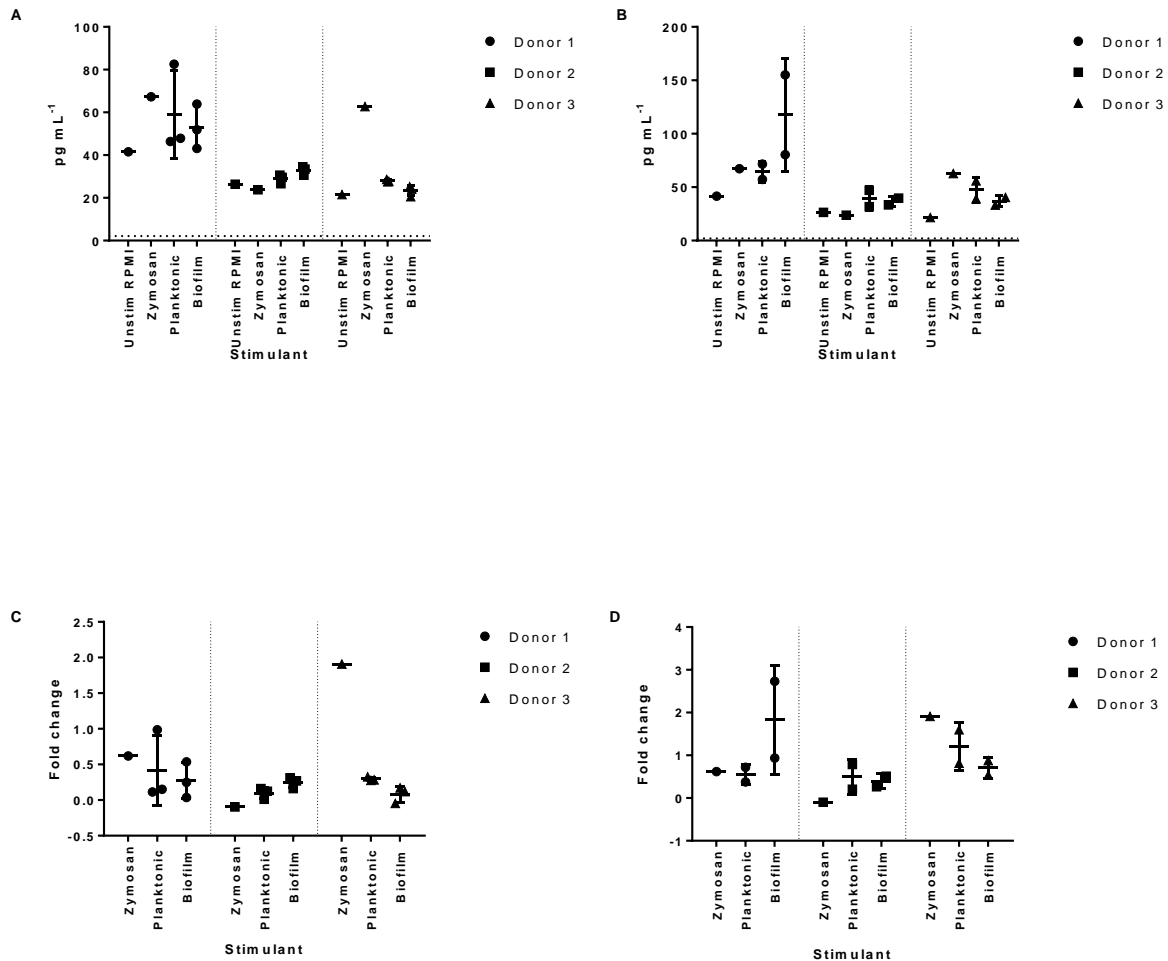 A
100
80
60
40
20
0
pg mL⁻¹
Unstim RPMI
Zymosan
Planktonic
Biofilm
Unstim RPMI
Zymosan
Planktonic
Biofilm
Unstim RPMI
Zymosan
Planktonic
Biofilm
Stimulant
Donor 1
Donor 2
Donor 3
B
200
150
100
50
0
pg mL⁻¹
Unstim RPMI
Zymosan
Planktonic
Biofilm
Unstim RPMI
Zymosan
Planktonic
Biofilm
Unstim RPMI
Zymosan
Planktonic
Biofilm
Stimulant
Donor 1
Donor 2
Donor 3
C
2.5
2.0
1.5
1.0
0.5
0.0
-0.5
Fold change
Zymosan
Planktonic
Biofilm
Zymosan
Planktonic
Biofilm
Zymosan
Planktonic
Biofilm
Stimulant
Donor 1
Donor 2
Donor 3
D
4
3
2
1
0
-1
Fold change
Zymosan
Planktonic
Biofilm
Zymosan
Planktonic
Biofilm
Zymosan
Planktonic
Biofilm
Stimulant
Donor 1
Donor 2
Donor 3